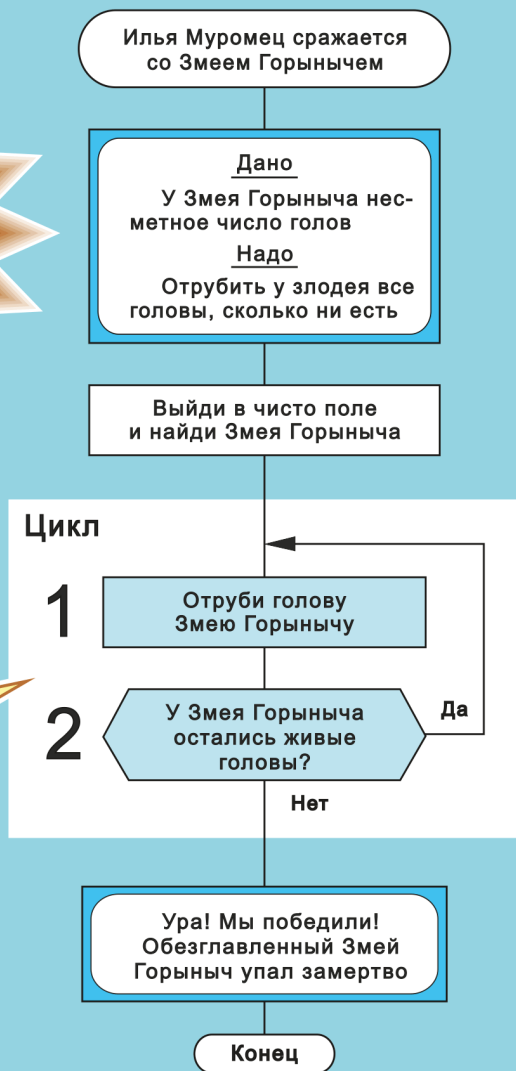 Илья Муромец сражается
со Змеем Горынычем
Дано
У Змея Горыныча нес-
метное число голов
Надо
Отрубить у злодея все
головы, сколько ни есть
Выйди в чисто поле
и найди Змея Горыныча
Цикл
1
Отруби голову
Змею Горынычу
2
У Змея Горыныча
остались живые
головы?
Да
Нет
Ура! Мы победили!
Обезглавленный Змей
Горыныч упал замертво
Конец